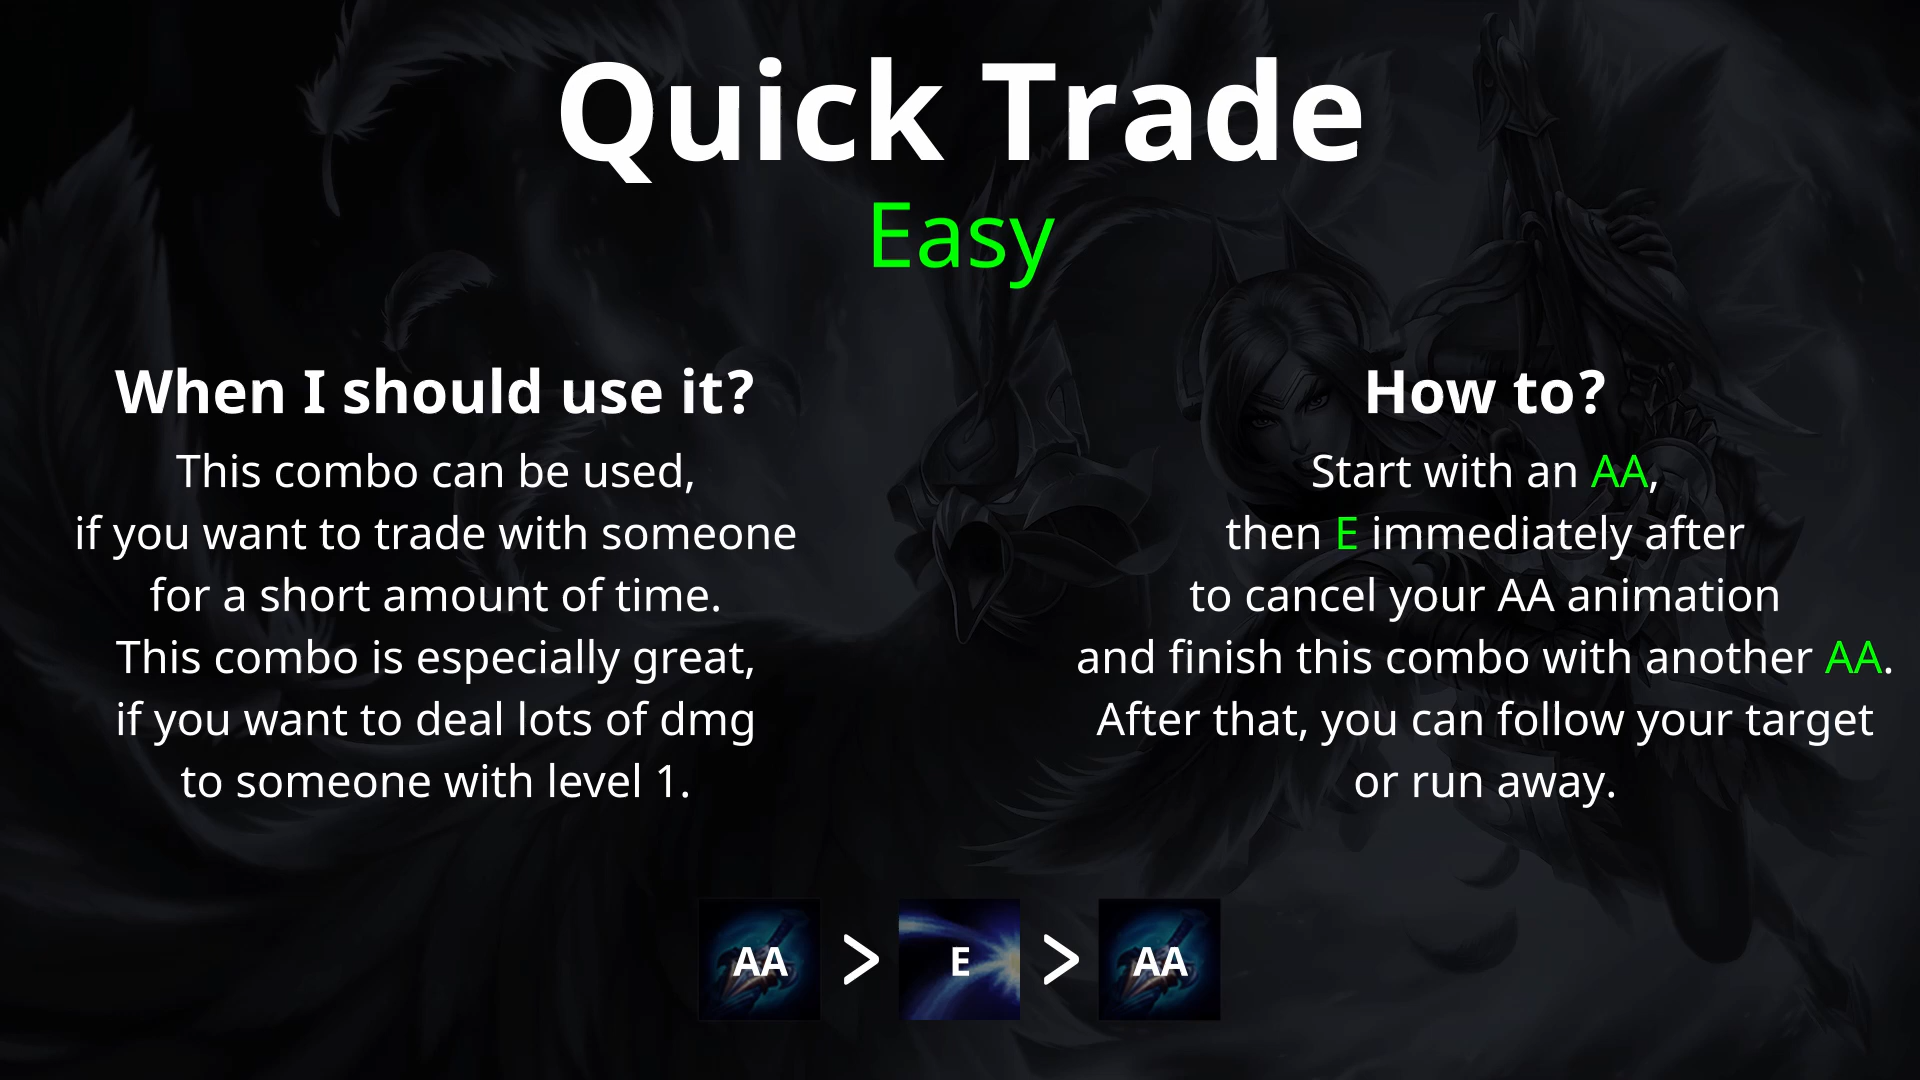 Quick Trade
Easy
When I should use it?
This combo can be used,
if you want to trade with someone
for a short amount of time.
This combo is especially great,
if you want to deal lots of dmg
to someone with level 1.
How to?
Start with an AA,
then E immediately after
to cancel your AA animation
and finish this combo with another AA.
After that, you can follow your target
or run away.
AA > E > AA